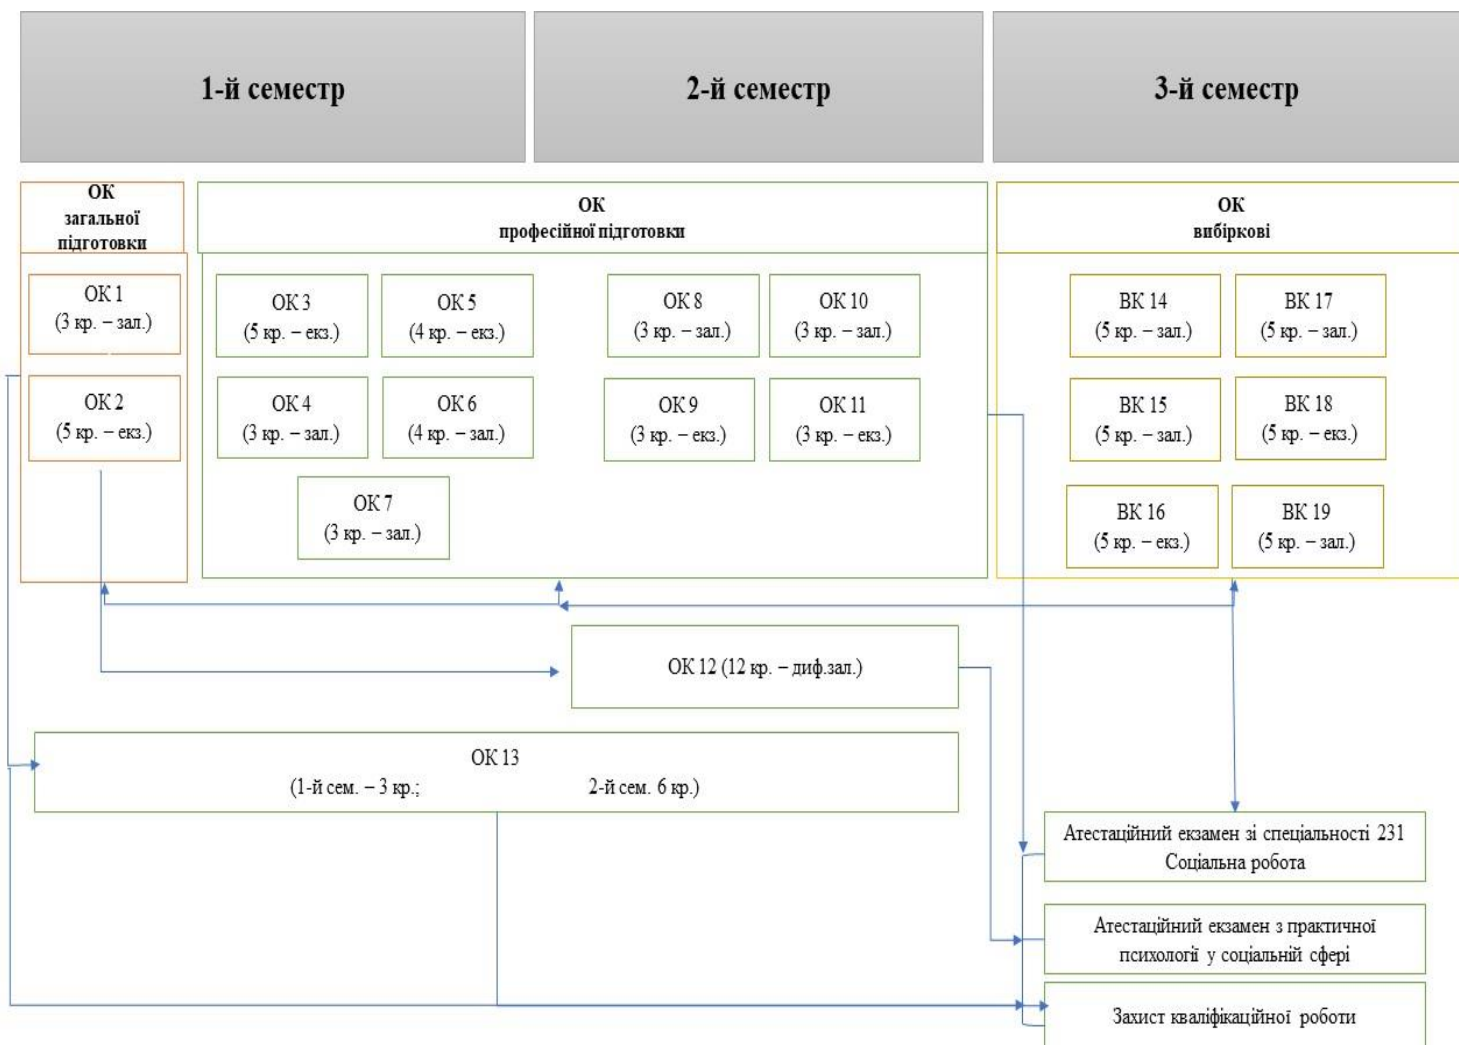 1-й семестр
2-й семестр
3-й семестр
ОК
загальної
підготовки
ОК
професійної підготовки
ОК
вибіркові
ОК 1
(3 кр. – зал.)
ОК 2
(5 кр. – екз.)
ОК 3
(5 кр. – екз.)
ОК 5
(4 кр. – екз.)
ОК 4
(3 кр. – зал.)
ОК 6
(4 кр. – зал.)
ОК 7
(3 кр. – зал.)
ОК 8
(3 кр. – зал.)
ОК 10
(3 кр. – зал.)
ОК 9
(3 кр. – екз.)
ОК 11
(3 кр. – екз.)
ВК 14
(5 кр. – зал.)
ВК 17
(5 кр. – зал.)
ВК 15
(5 кр. – зал.)
ВК 18
(5 кр. – екз.)
ВК 16
(5 кр. – екз.)
ВК 19
(5 кр. – зал.)
ОК 12 (12 кр. – диф.зал.)
ОК 13
(1-й сем. – 3 кр.; 2-й сем. 6 кр.)
Атестаційний екзамен зі спеціальності 231
Соціальна робота
Атестаційний екзамен з практичної
психології у соціальній сфері
Захист кваліфікаційної роботи